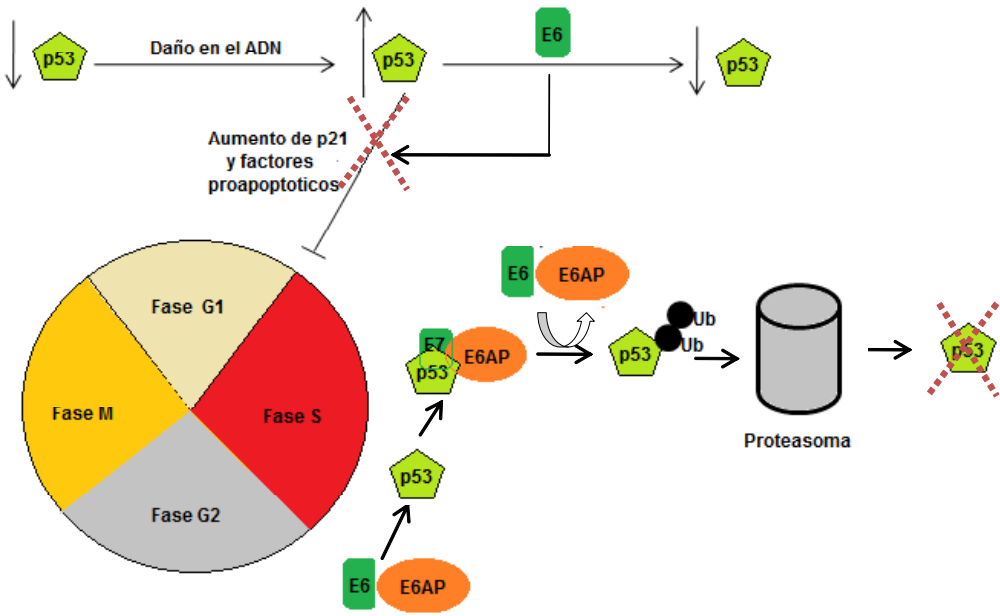 p53
Daño en el ADN
p53
E6
p53
Aumento de p21
y factores
proapoptoticos
Fase G1
Fase M
Fase S
Fase G2
E6
E6AP
E7
p53
E6AP
p53
Ub
Ub
Proteasoma
p53
p53
E6
E6AP